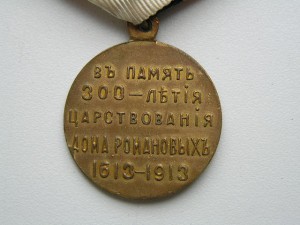 ВЪ ПАМЯТЬ
300—ЛѢТІЯ
ЦАРСТВОВАНІЯ
ДОМА РОМАНОВЫХЪ
1613—1913